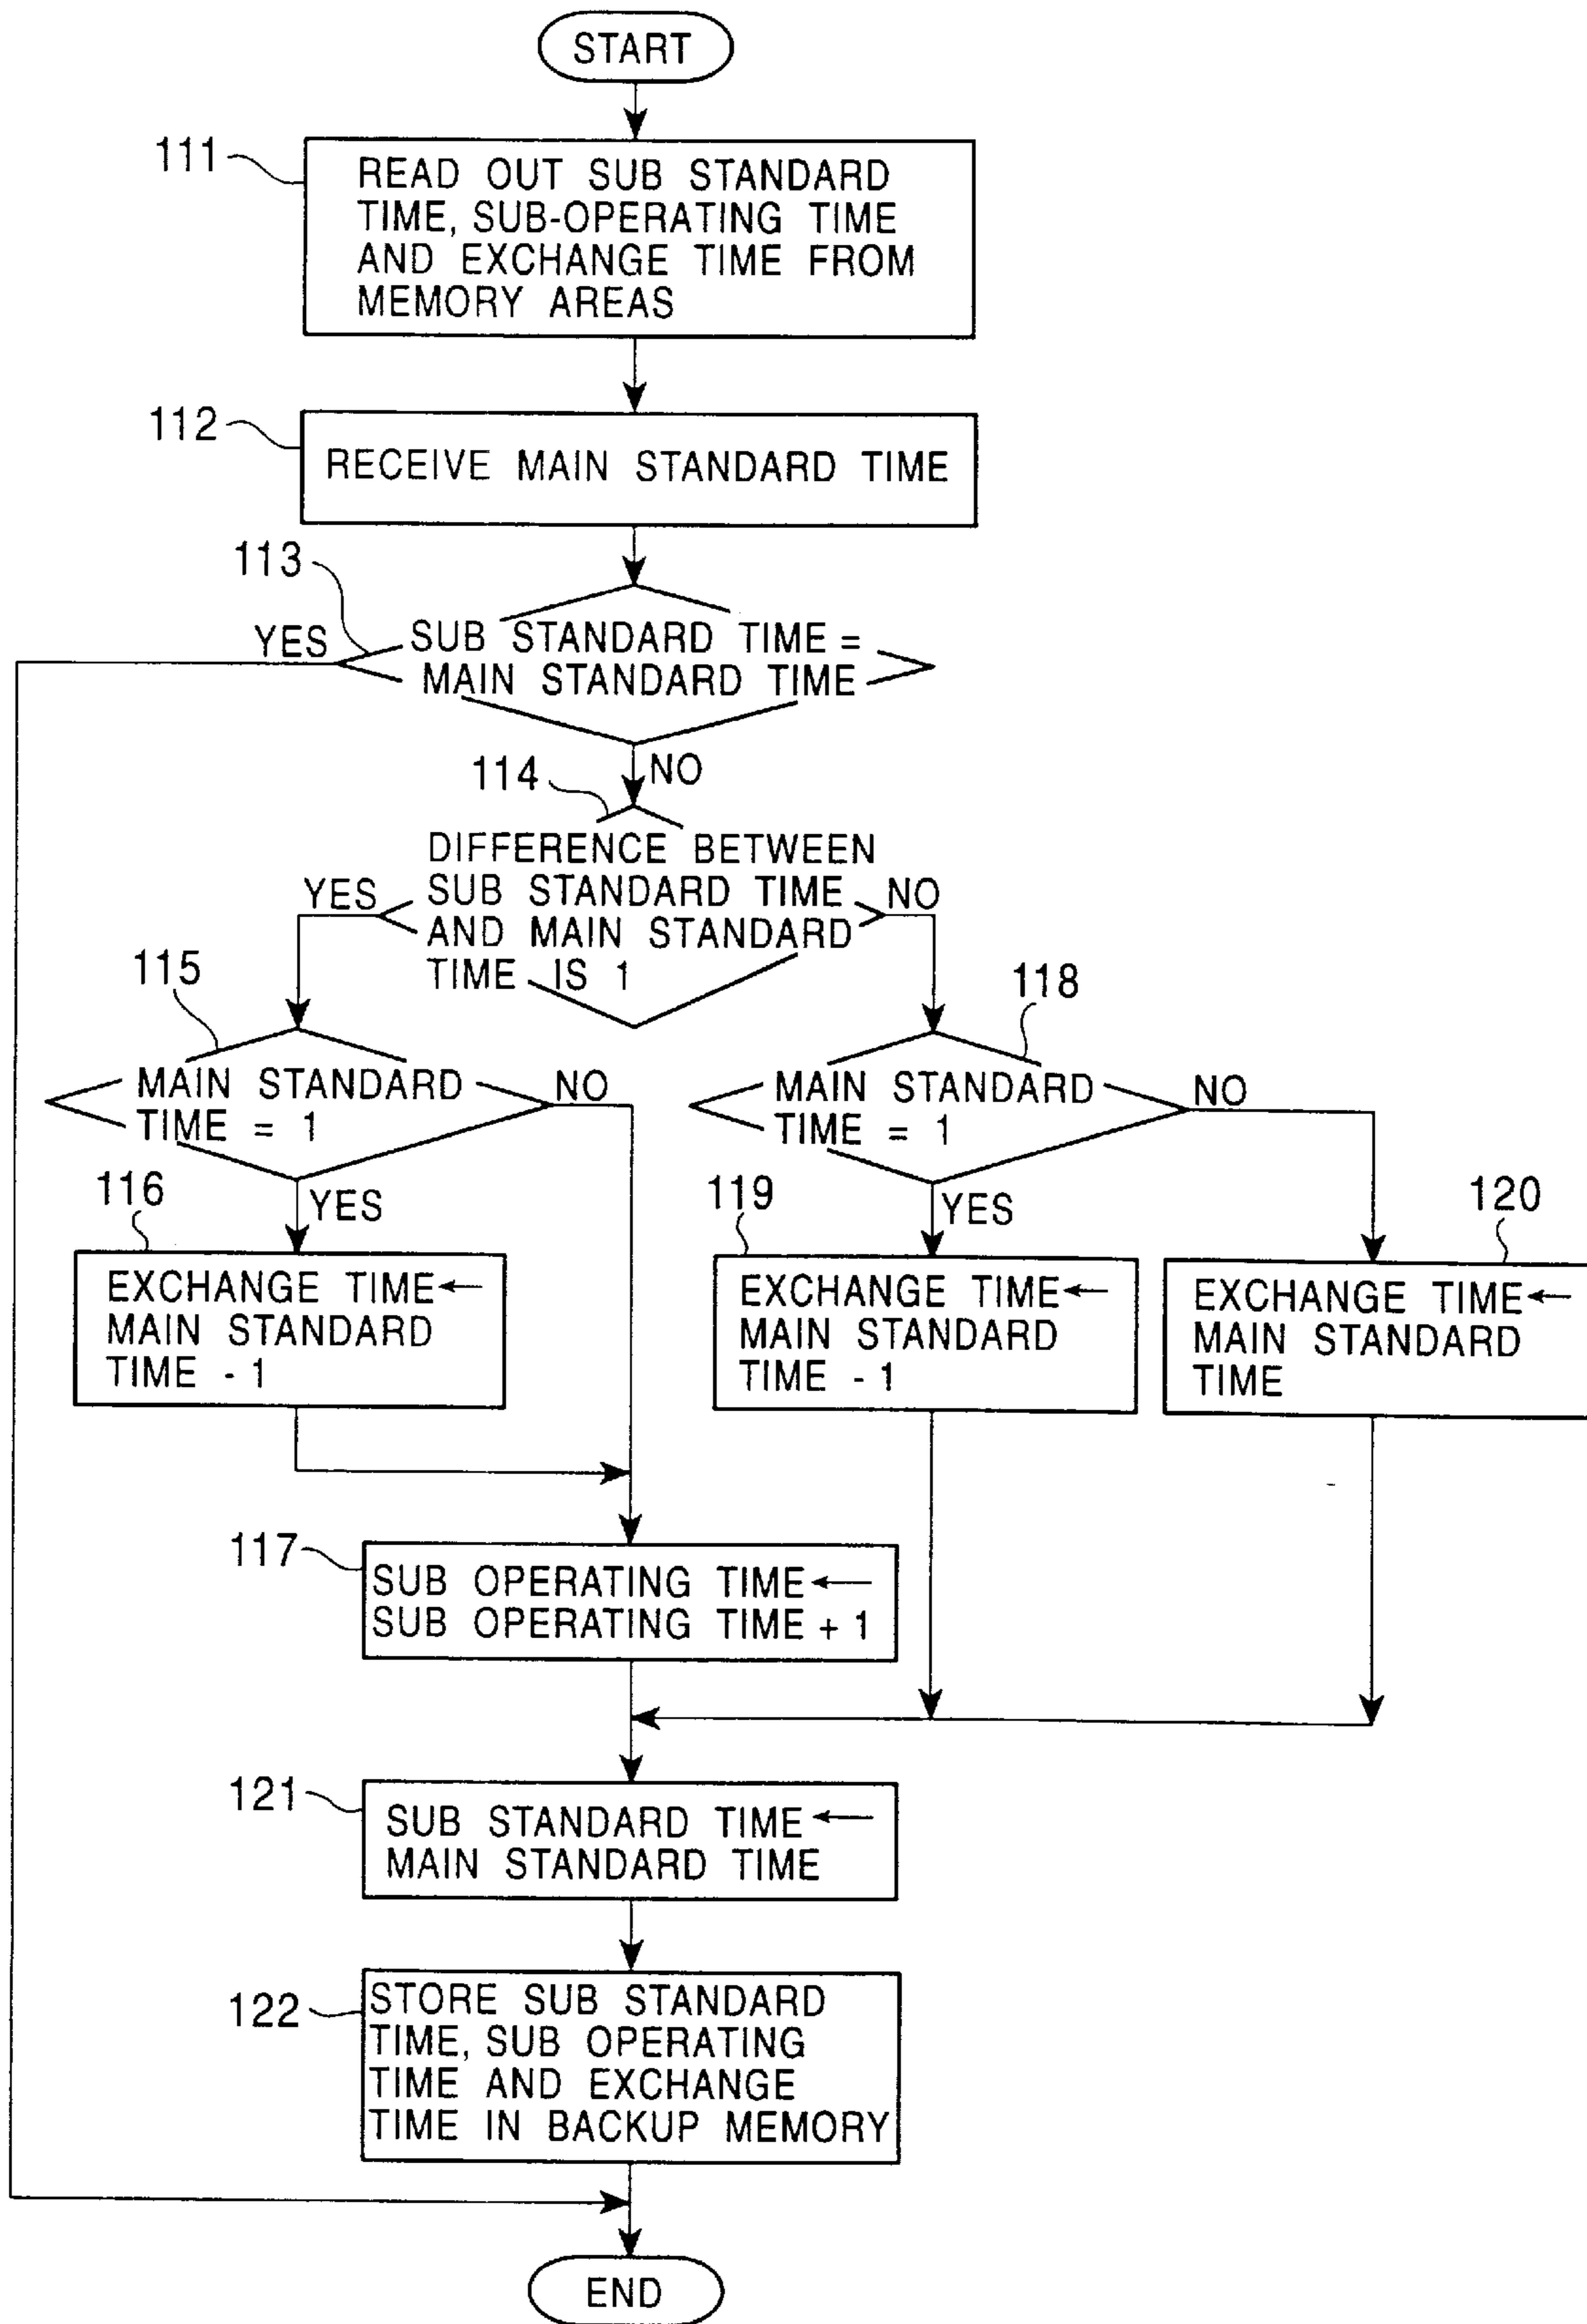 START
111
READ OUT SUB STANDARD
TIME, SUB-OPERATING TIME
AND EXCHANGE TIME FROM
MEMORY AREAS
112
RECEIVE MAIN STANDARD TIME
113
YES
SUB STANDARD TIME =
MAIN STANDARD TIME
NO
114
DIFFERENCE BETWEEN
SUB STANDARD TIME
AND MAIN STANDARD
TIME IS 1
YES
NO
115
MAIN STANDARD
TIME = 1
NO
YES
118
MAIN STANDARD
TIME = 1
NO
YES
116
EXCHANGE TIME ←
MAIN STANDARD
TIME - 1
119
EXCHANGE TIME ←
MAIN STANDARD
TIME - 1
120
EXCHANGE TIME ←
MAIN STANDARD
TIME
117
SUB OPERATING TIME ←
SUB OPERATING TIME + 1
121
SUB STANDARD TIME ←
MAIN STANDARD TIME
122
STORE SUB STANDARD
TIME, SUB OPERATING
TIME AND EXCHANGE
TIME IN BACKUP MEMORY
END